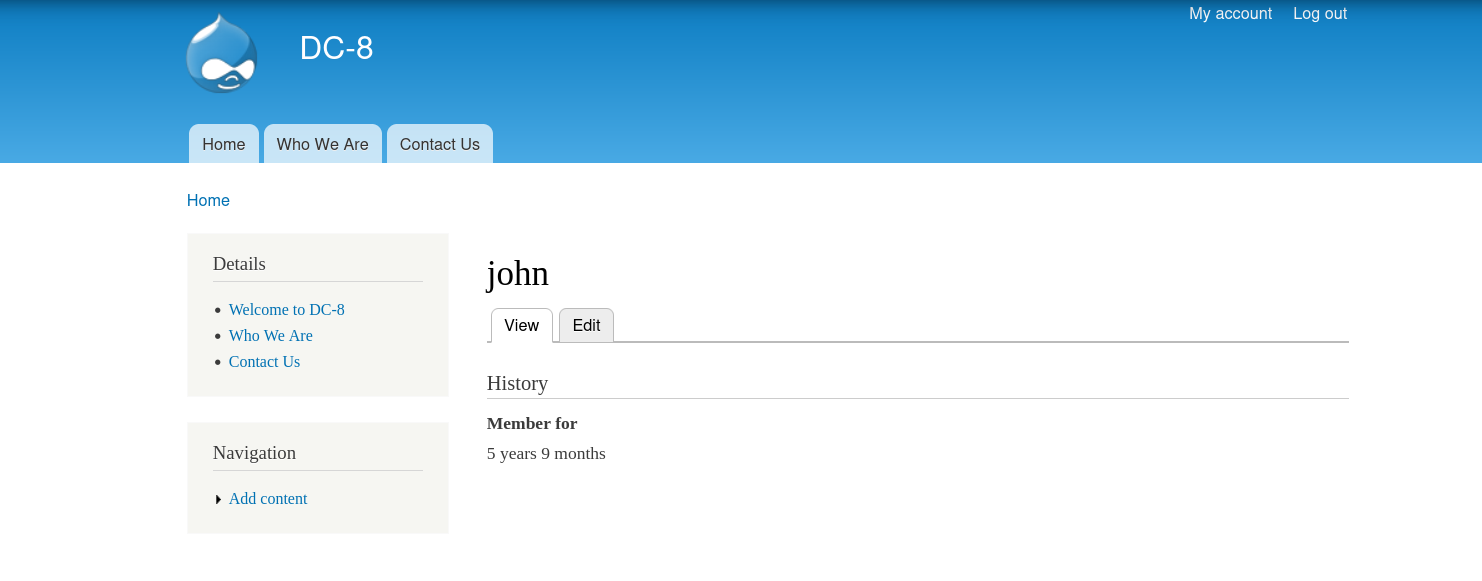 My account Log out
DC-8
Home Who We Are Contact Us
Home
Details
Welcome to DC-8
Who We Are
Contact Us
Navigation
Add content
john
View Edit
History
Member for
5 years 9 months